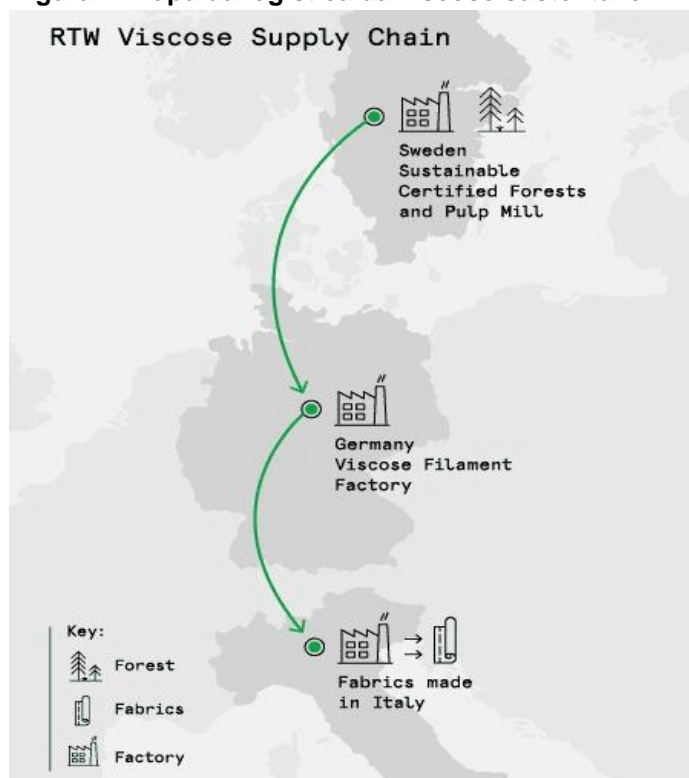 RTW Viscose Supply Chain
Sweden
Sustainable
Certified Forests
and Pulp Mill
Germany
Viscose Filament
Factory
Fabrics made
in Italy
Key:
Forest
Fabrics
Factory